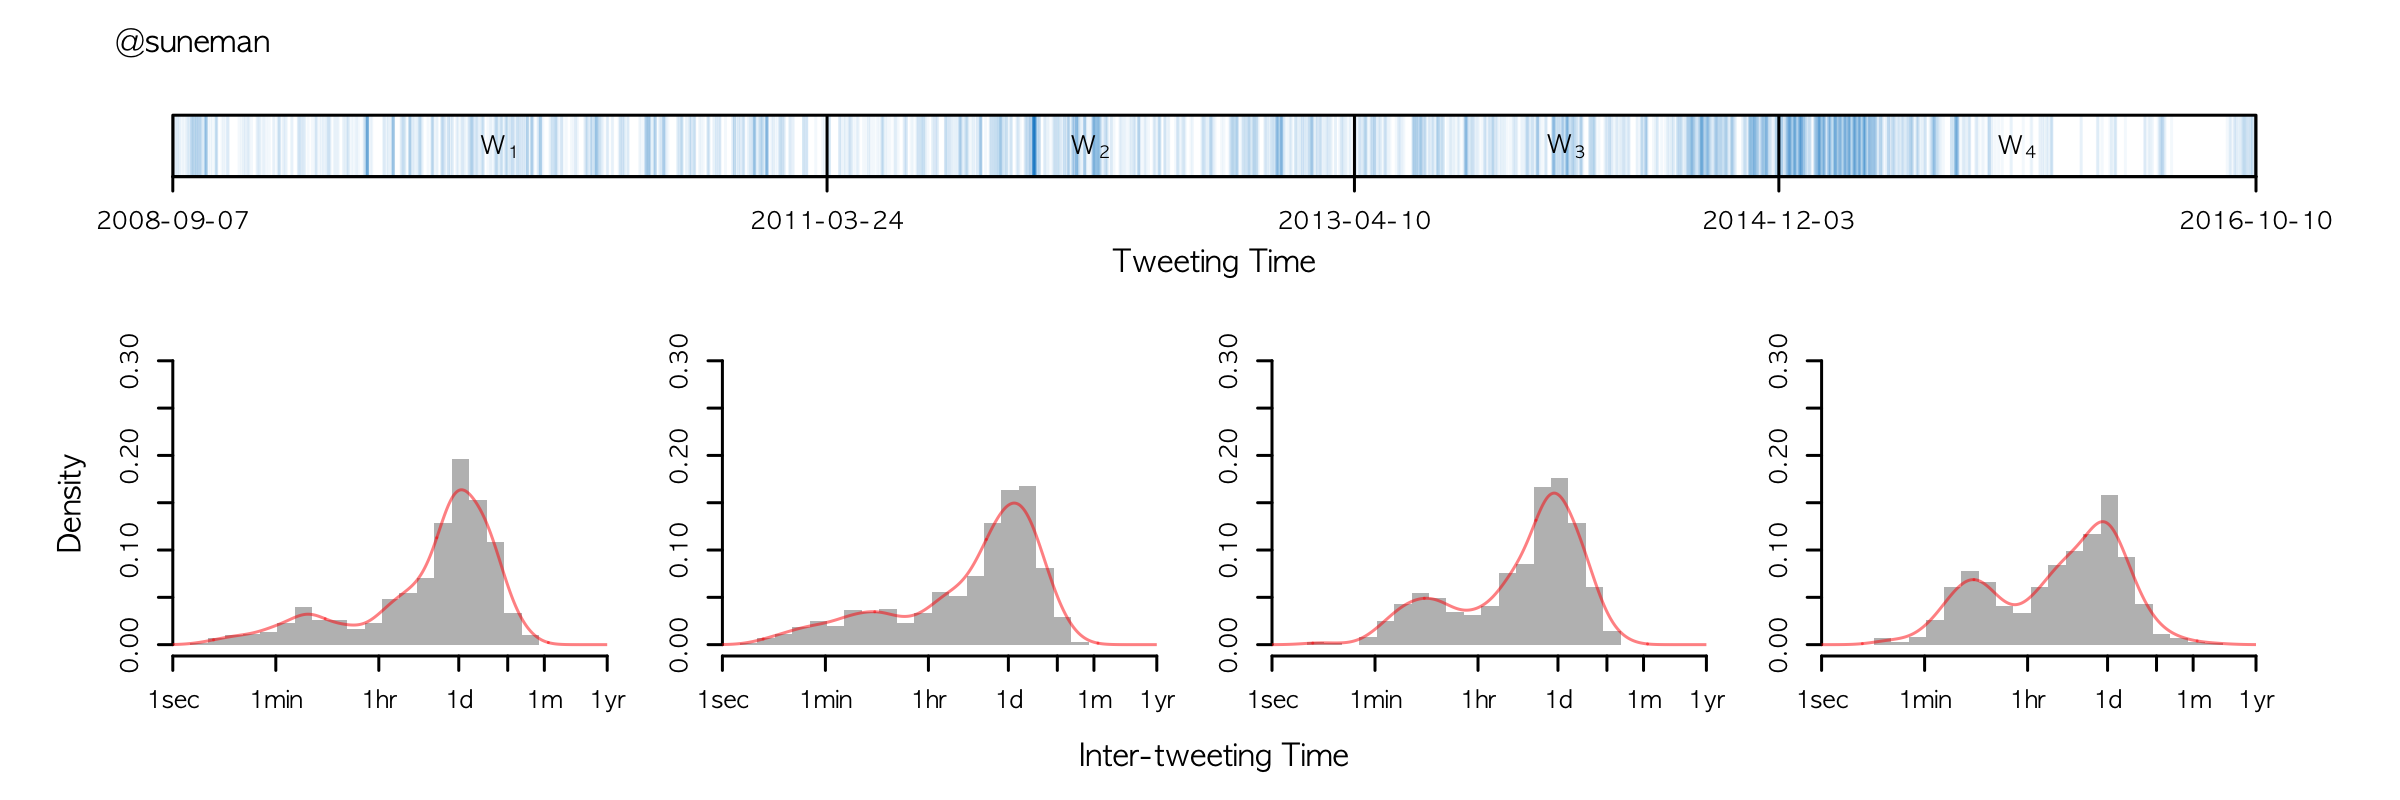 @suneman
W1 W2 W3 W4
2008-09-07 2011-03-24 2013-04-10 2014-12-03 2016-10-10
Tweeting Time
Density
0.00 0.10 0.20 0.30 0.00 0.10 0.20 0.30 0.00 0.10 0.20 0.30 0.00 0.10 0.20 0.30
1sec 1min 1hr 1d 1m 1yr 1sec 1min 1hr 1d 1m 1yr 1sec 1min 1hr 1d 1m 1yr 1sec 1min 1hr 1d 1m 1yr
Inter-tweeting Time